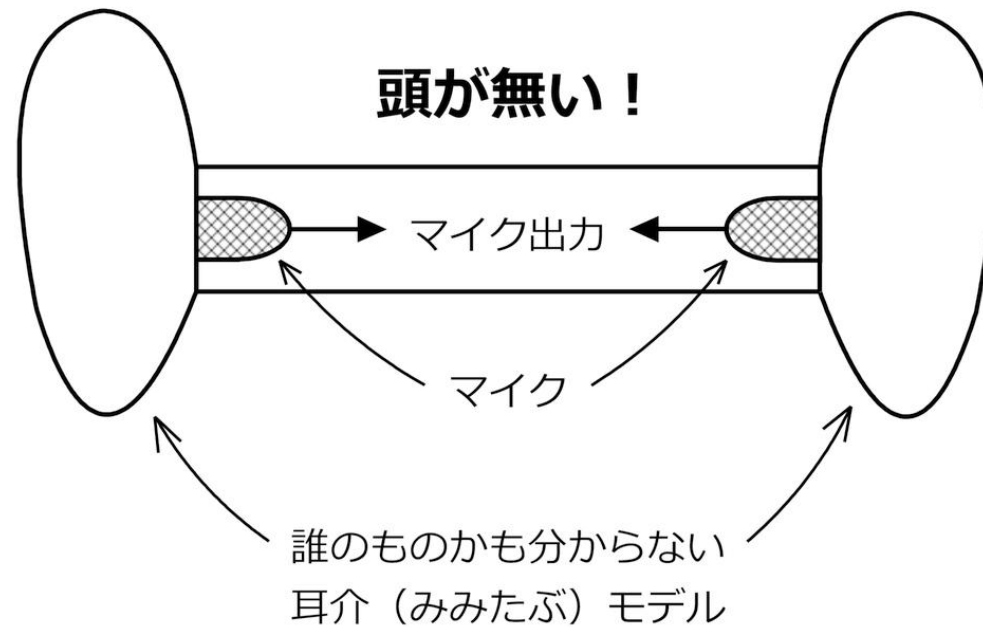 頭が無い！
マイク出力
マイク
誰のものかも分からない
耳介（みみたぶ）モデル